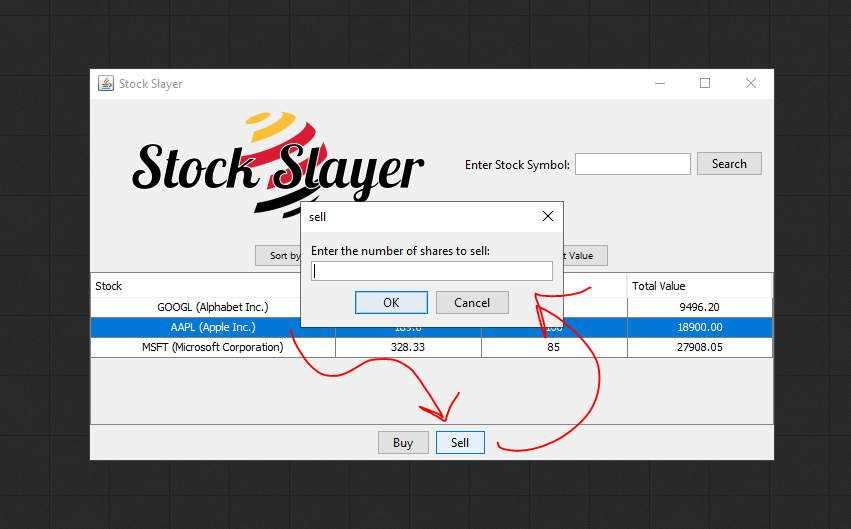 Stock Slayer
Stock Slayer
Enter Stock Symbol:
Search
sell
Enter the number of shares to sell:
OK
Cancel
Sort by
Value
Stock
Total Value
GOOGL (Alphabet Inc.)
9496.20
AAPL (Apple Inc.)
189.0
100
18900.00
MSFT (Microsoft Corporation)
328.33
85
27908.05
Buy
Sell